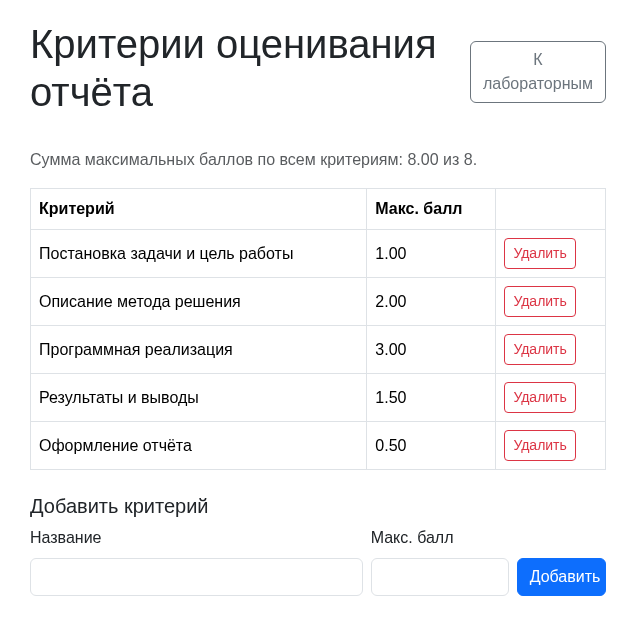 Критерии оценивания
отчёта
К
лабораторным
Сумма максимальных баллов по всем критериям: 8.00 из 8.
Критерий Макс. балл
Постановка задачи и цель работы 1.00 Удалить
Описание метода решения 2.00 Удалить
Программная реализация 3.00 Удалить
Результаты и выводы 1.50 Удалить
Оформление отчёта 0.50 Удалить
Добавить критерий
Название Макс. балл
Добавить